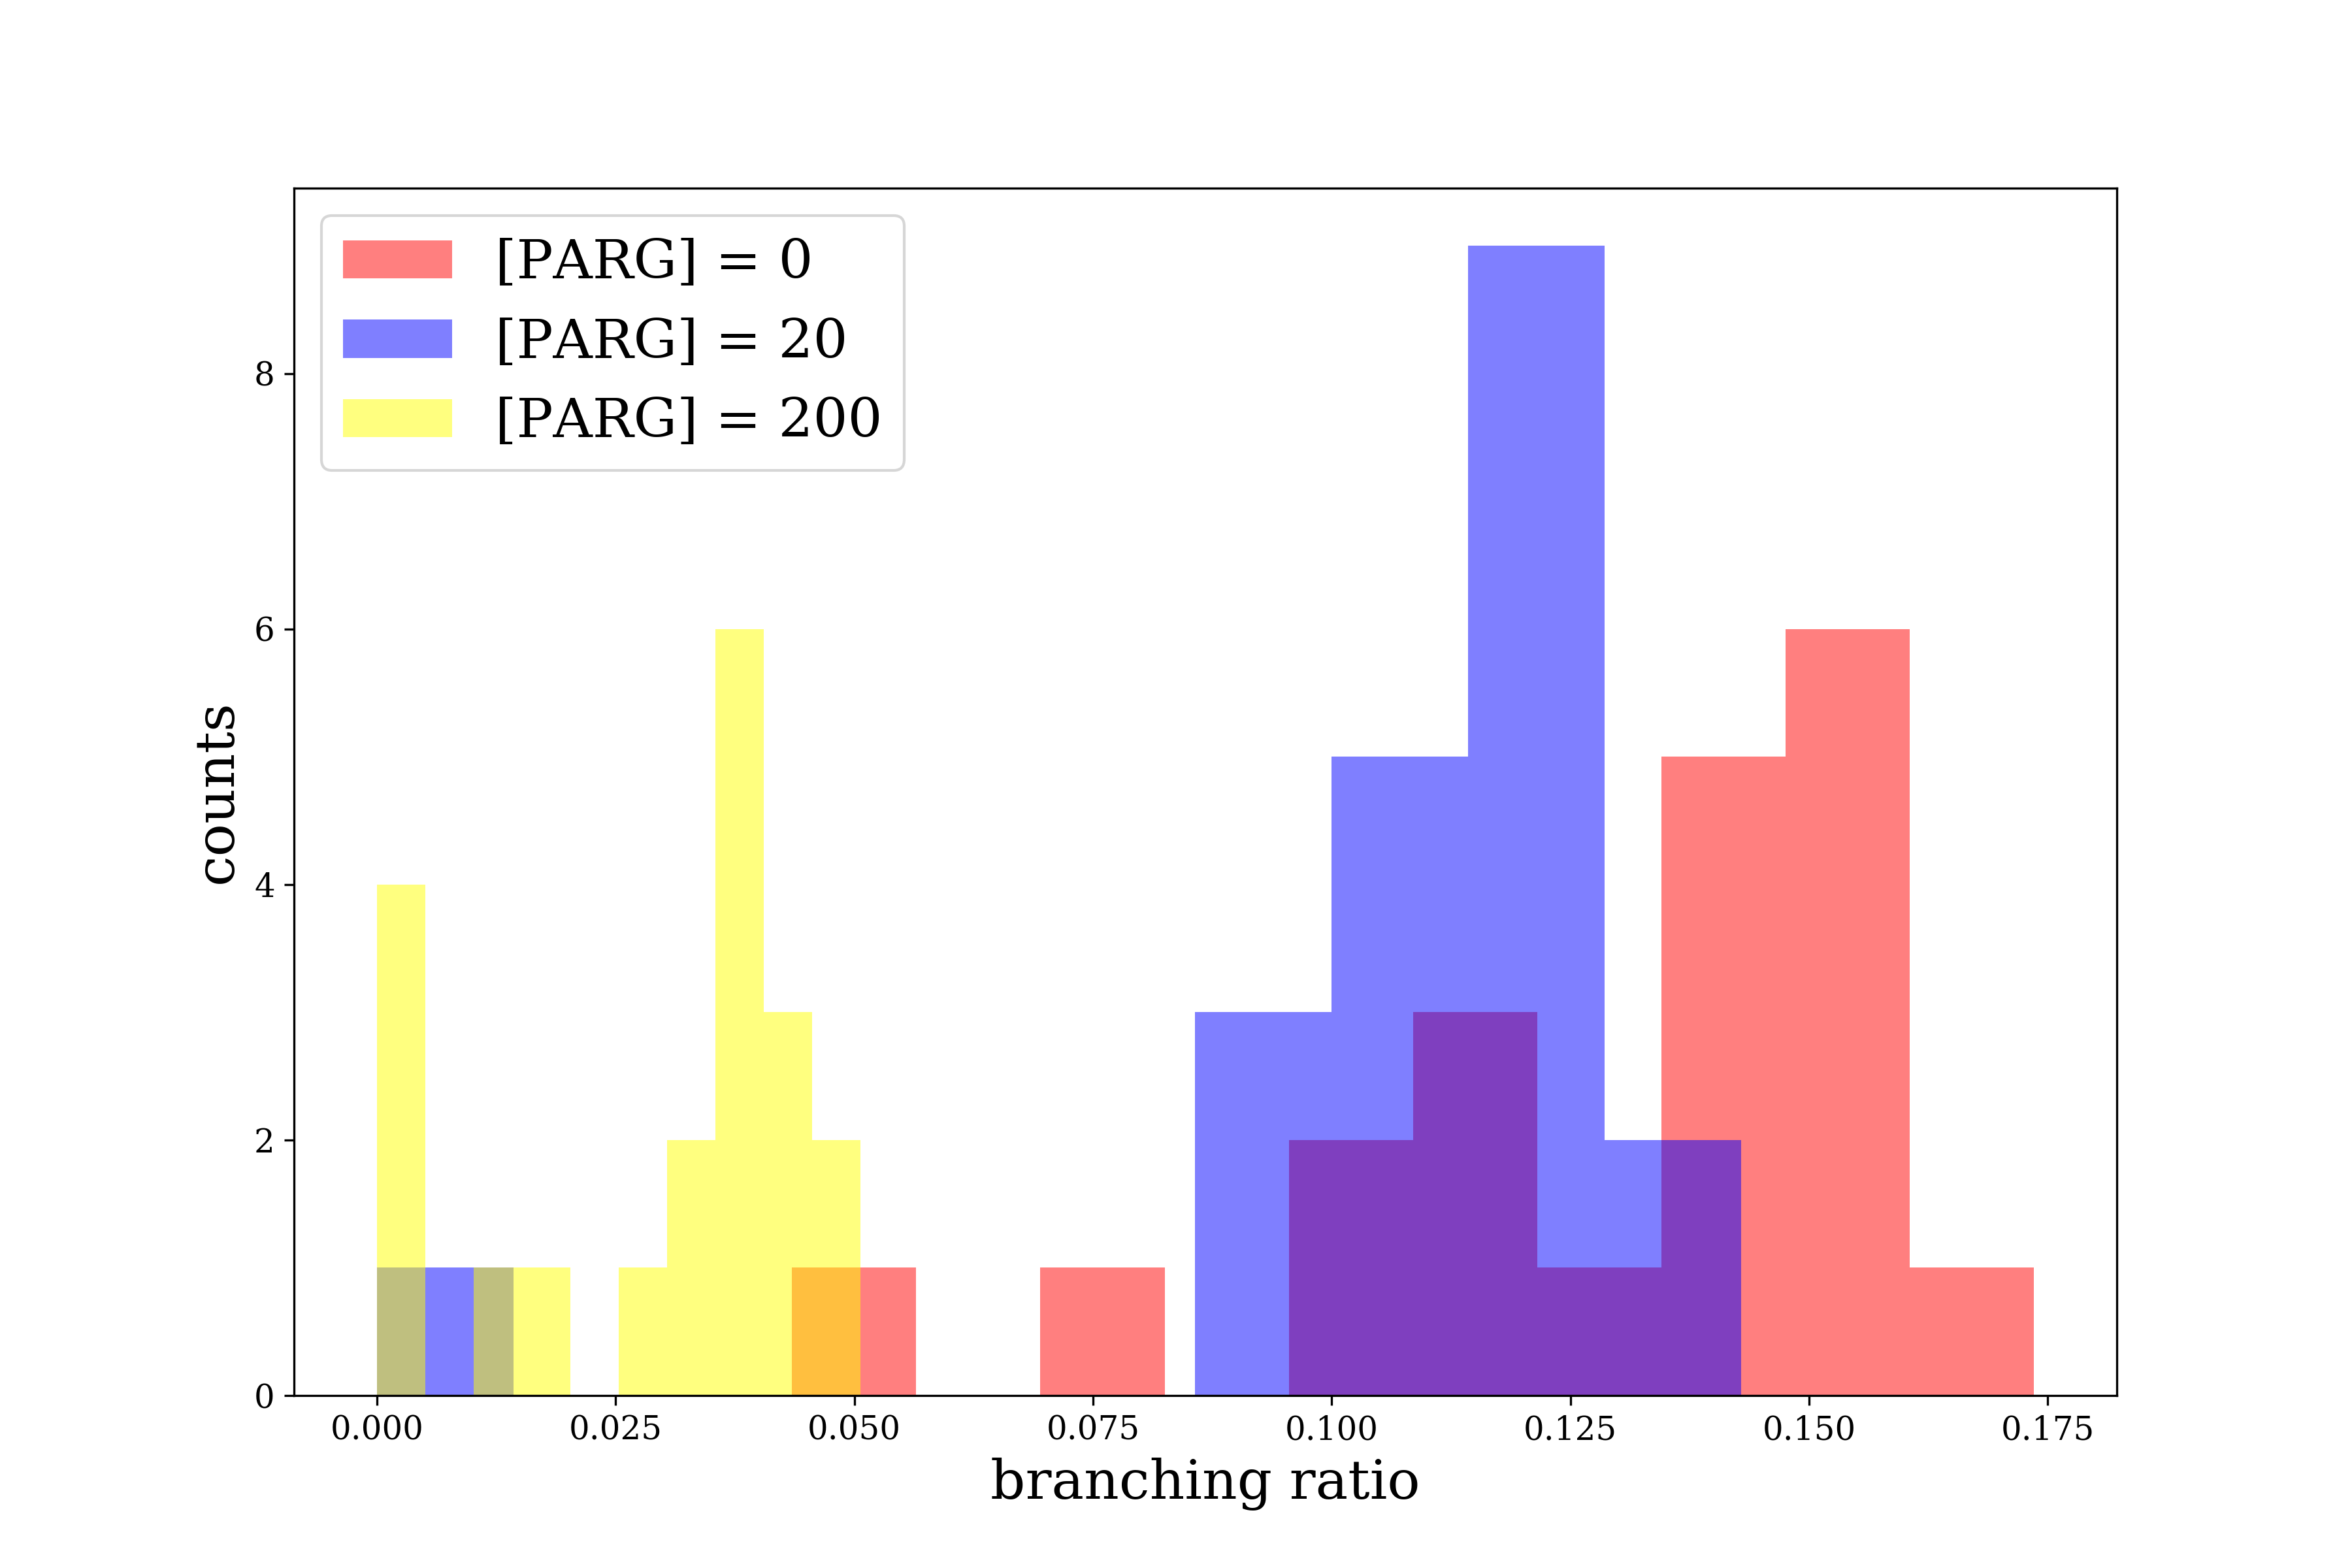 [PARG] = 0
[PARG] = 20
[PARG] = 200
counts
8
6
4
2
0
0.000 0.025 0.050 0.075 0.100 0.125 0.150 0.175
branching ratio